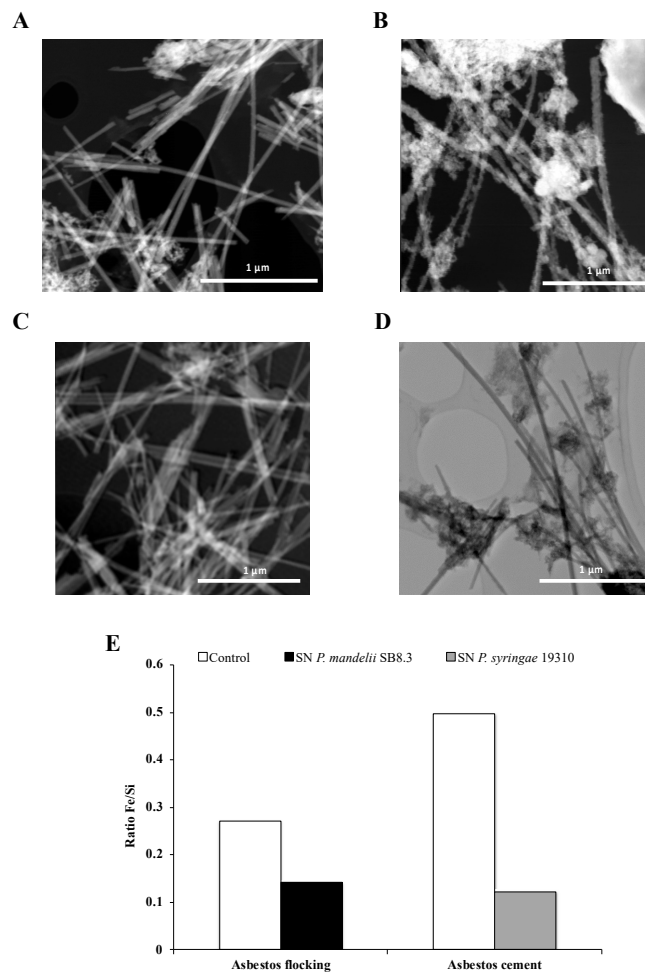 A
B
1 µm
1 µm
C
D
1 µm
1 µm
E
Control
SN P. mandelii SB8.3
SN P. syringae 19310
0.6
0.5
0.4
0.3
0.2
0.1
0
Ratio Fe/Si
Asbestos flocking
Asbestos cement